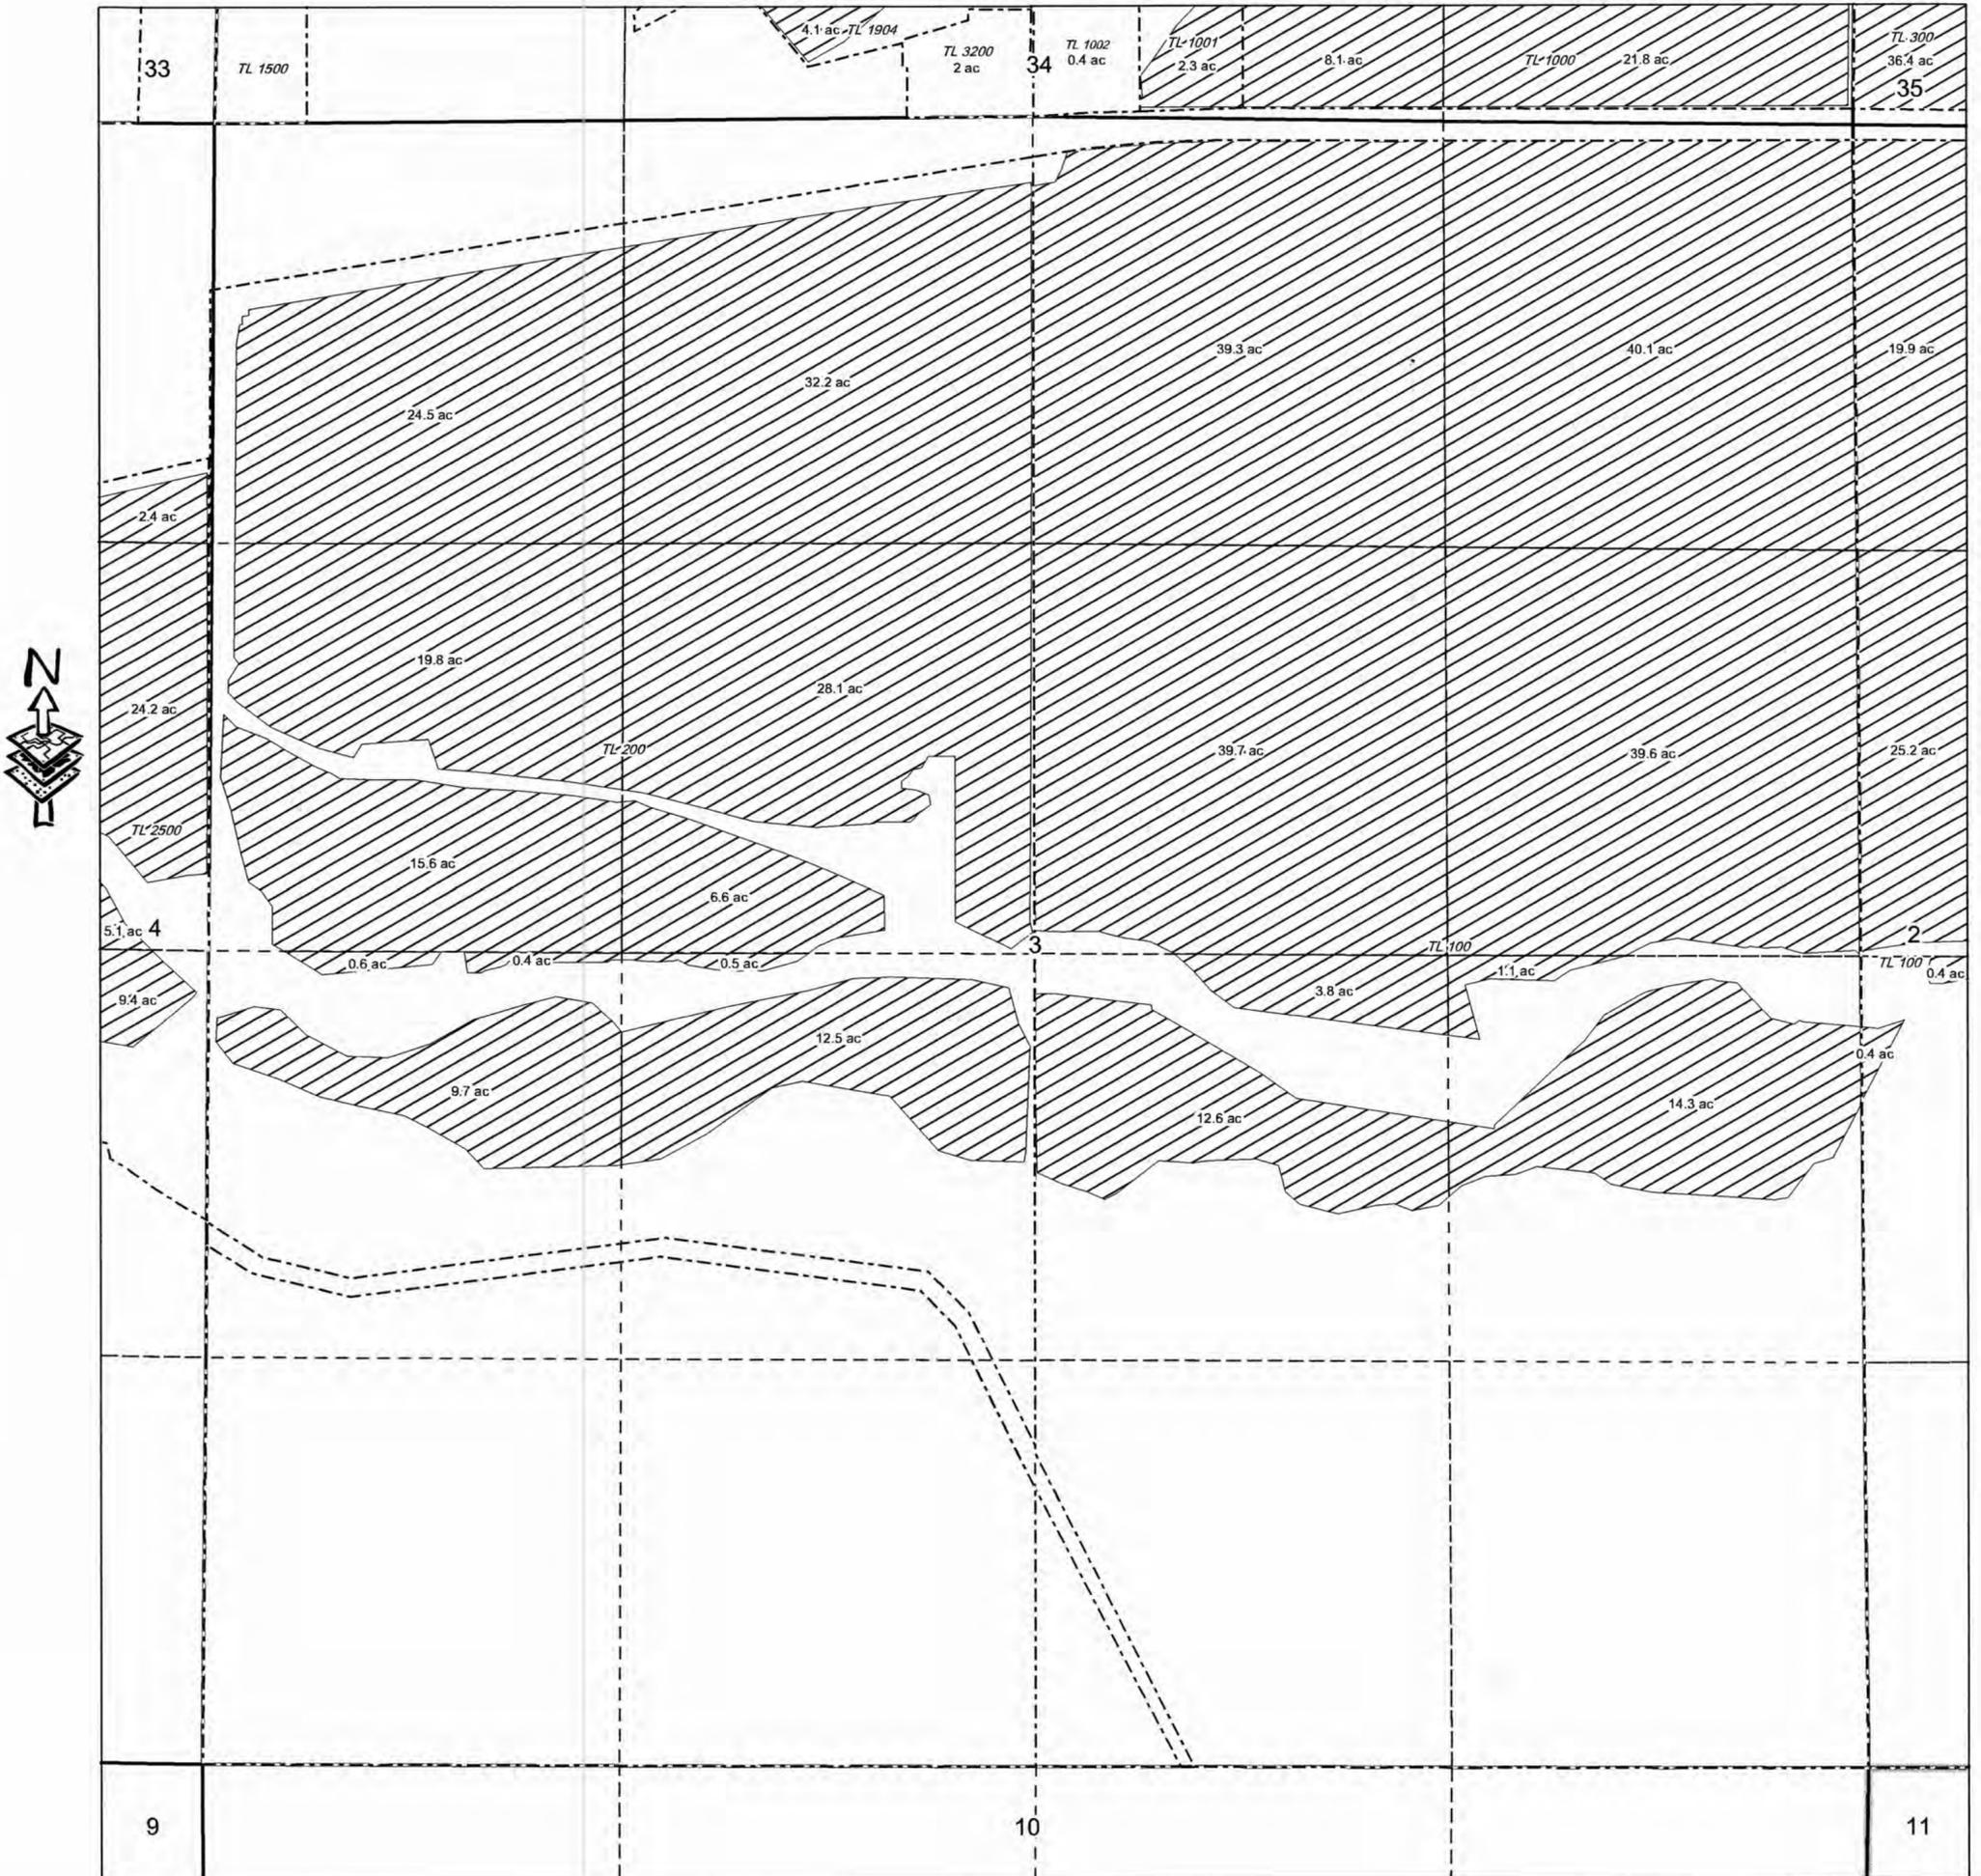 4.1 ac TL 1904
33
TL 1500
TL 3200
2 ac
34
TL 1002
0.4 ac
TL 1001
2.3 ac
8.1 ac
TL 1000
21.8 ac
TL 300
36.4 ac
35
24.5 ac
32.2 ac
39.3 ac
40.1 ac
19.9 ac
2.4 ac
N
24.2 ac
19.8 ac
28.1 ac
TL 200
39.7 ac
39.6 ac
25.2 ac
TL 2500
15.6 ac
6.6 ac
5.1 ac
4
3
TL 100
2
TL 100
0.4 ac
0.6 ac
0.4 ac
0.5 ac
9.4 ac
3.8 ac
1.1 ac
12.5 ac
0.4 ac
9.7 ac
12.6 ac
14.3 ac
9
10
11